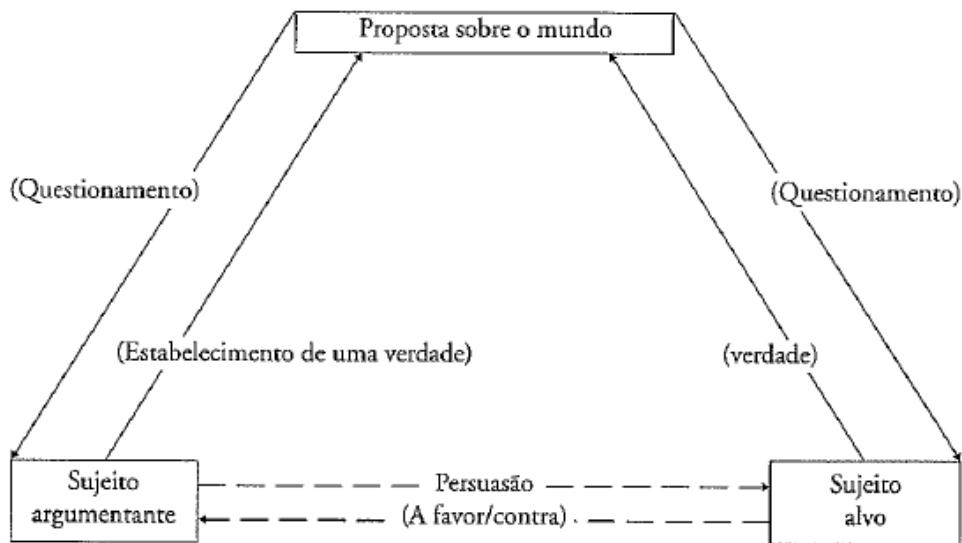 Proposta sobre o mundo
(Questionamento)
(Questionamento)
(Estabelecimento de uma verdade)
(verdade)
Sujeito
argumentante
Persuasão
(A favor/contra)
Sujeito
alvo